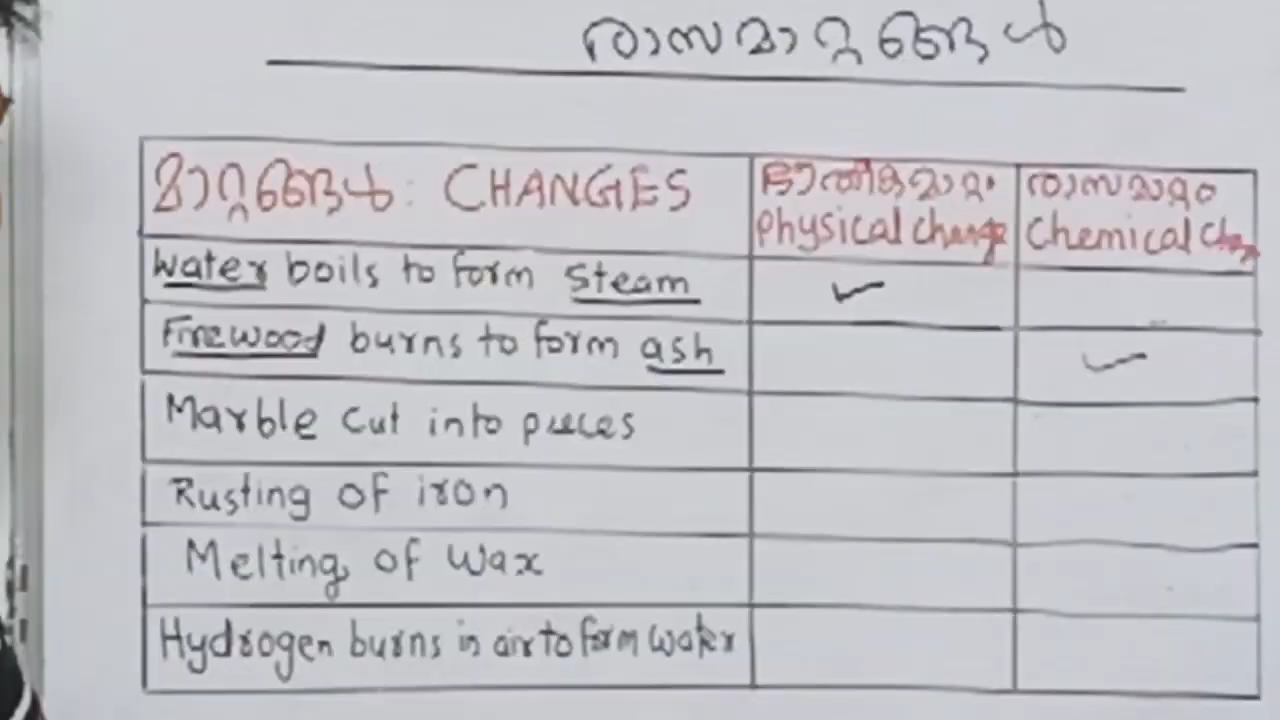 രാസമാറ്റങ്ങൾ
മാറ്റങ്ങൾ: CHANGES
ഭൗതികമാറ്റം
Physical change
രാസമാറ്റം
Chemical
Water boils to form Steam
Firewood burns to form ash
Marble cut into pieces
Rusting of iron
Melting of wax
Hydrogen burns in air to form water